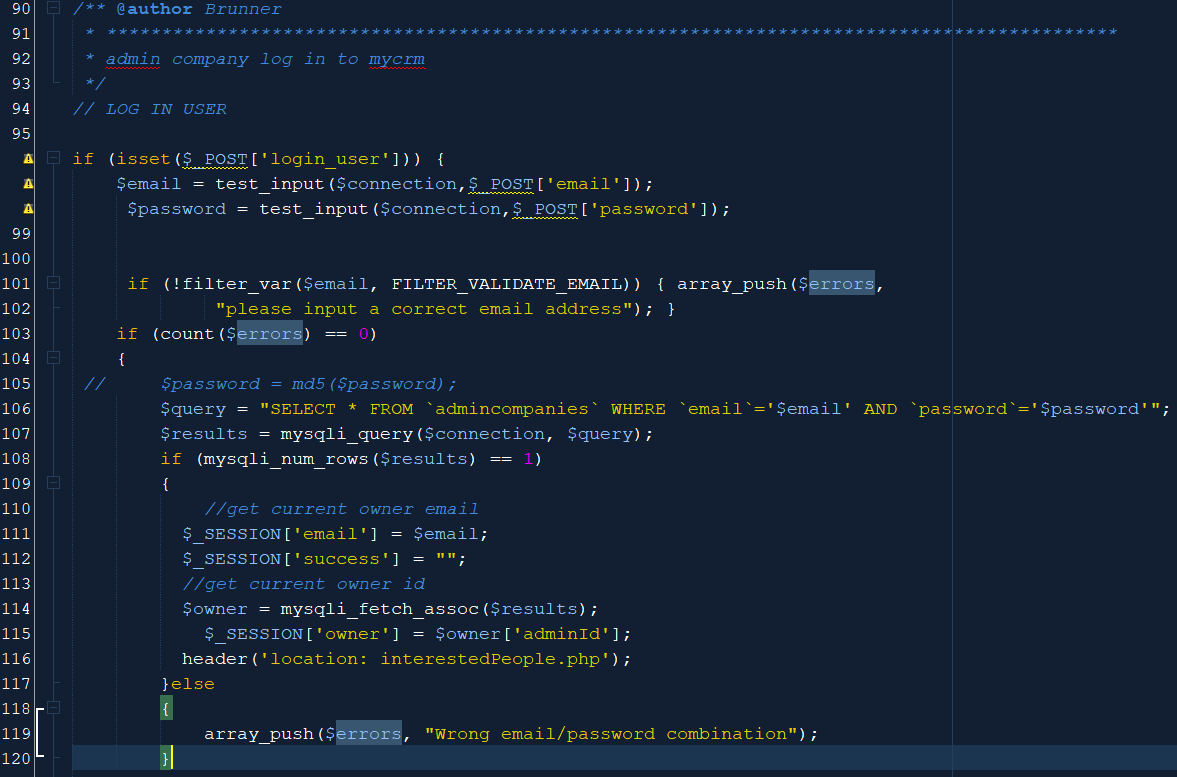 90 /** @author Brunner
91 * ********************************************************************************************
92 * admin company log in to mycrm
93 */
94 // LOG IN USER
95
if (isset($_POST['login_user'])) {
$email = test_input($connection,$_POST['email']);
$password = test_input($connection,$_POST['password']);
99
100
101 if (!filter_var($email, FILTER_VALIDATE_EMAIL)) { array_push($errors,
102 "please input a correct email address"); }
103 if (count($errors) == 0)
104 {
105 // $password = md5($password);
106 $query = "SELECT * FROM `admincompanies` WHERE `email`='$email' AND `password`='$password'";
107 $results = mysqli_query($connection, $query);
108 if (mysqli_num_rows($results) == 1)
109 {
110 //get current owner email
111 $_SESSION['email'] = $email;
112 $_SESSION['success'] = "";
113 //get current owner id
114 $owner = mysqli_fetch_assoc($results);
115 $_SESSION['owner'] = $owner['adminId'];
116 header('location: interestedPeople.php');
117 }else
118 {
119 array_push($errors, "Wrong email/password combination");
120 }